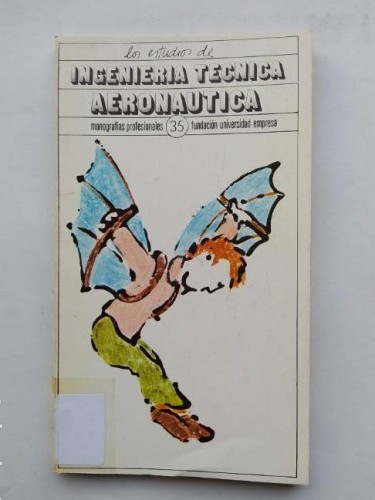 los estudios de
INGENIERIA TECNICA
AERONAUTICA
monografías profesionales 35 fundación universidad-empresa